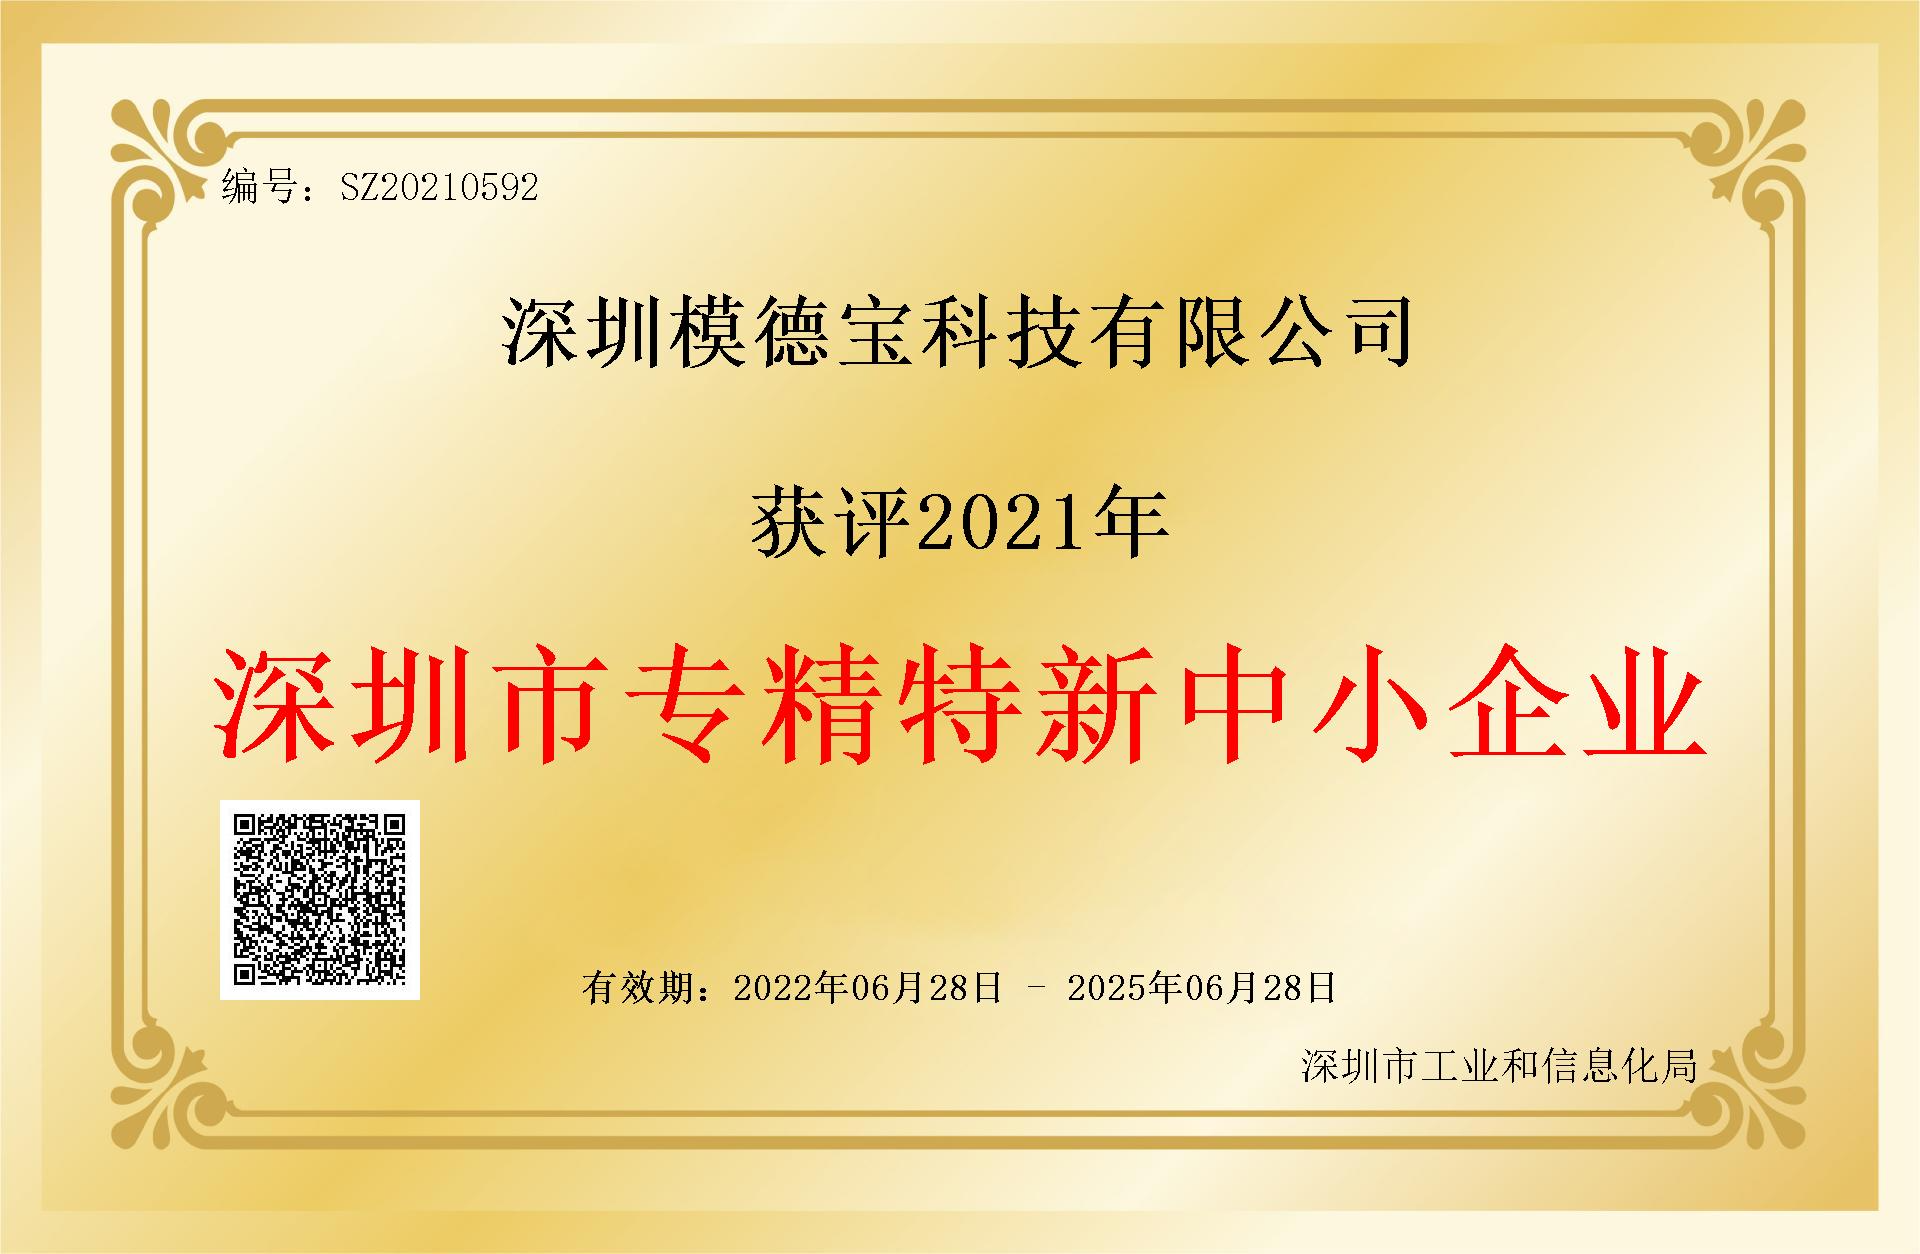 编号：SZ20210592
深圳模德宝科技有限公司
获评2021年
深圳市专精特新中小企业
有效期：2022年06月28日 - 2025年06月28日
深圳市工业和信息化局